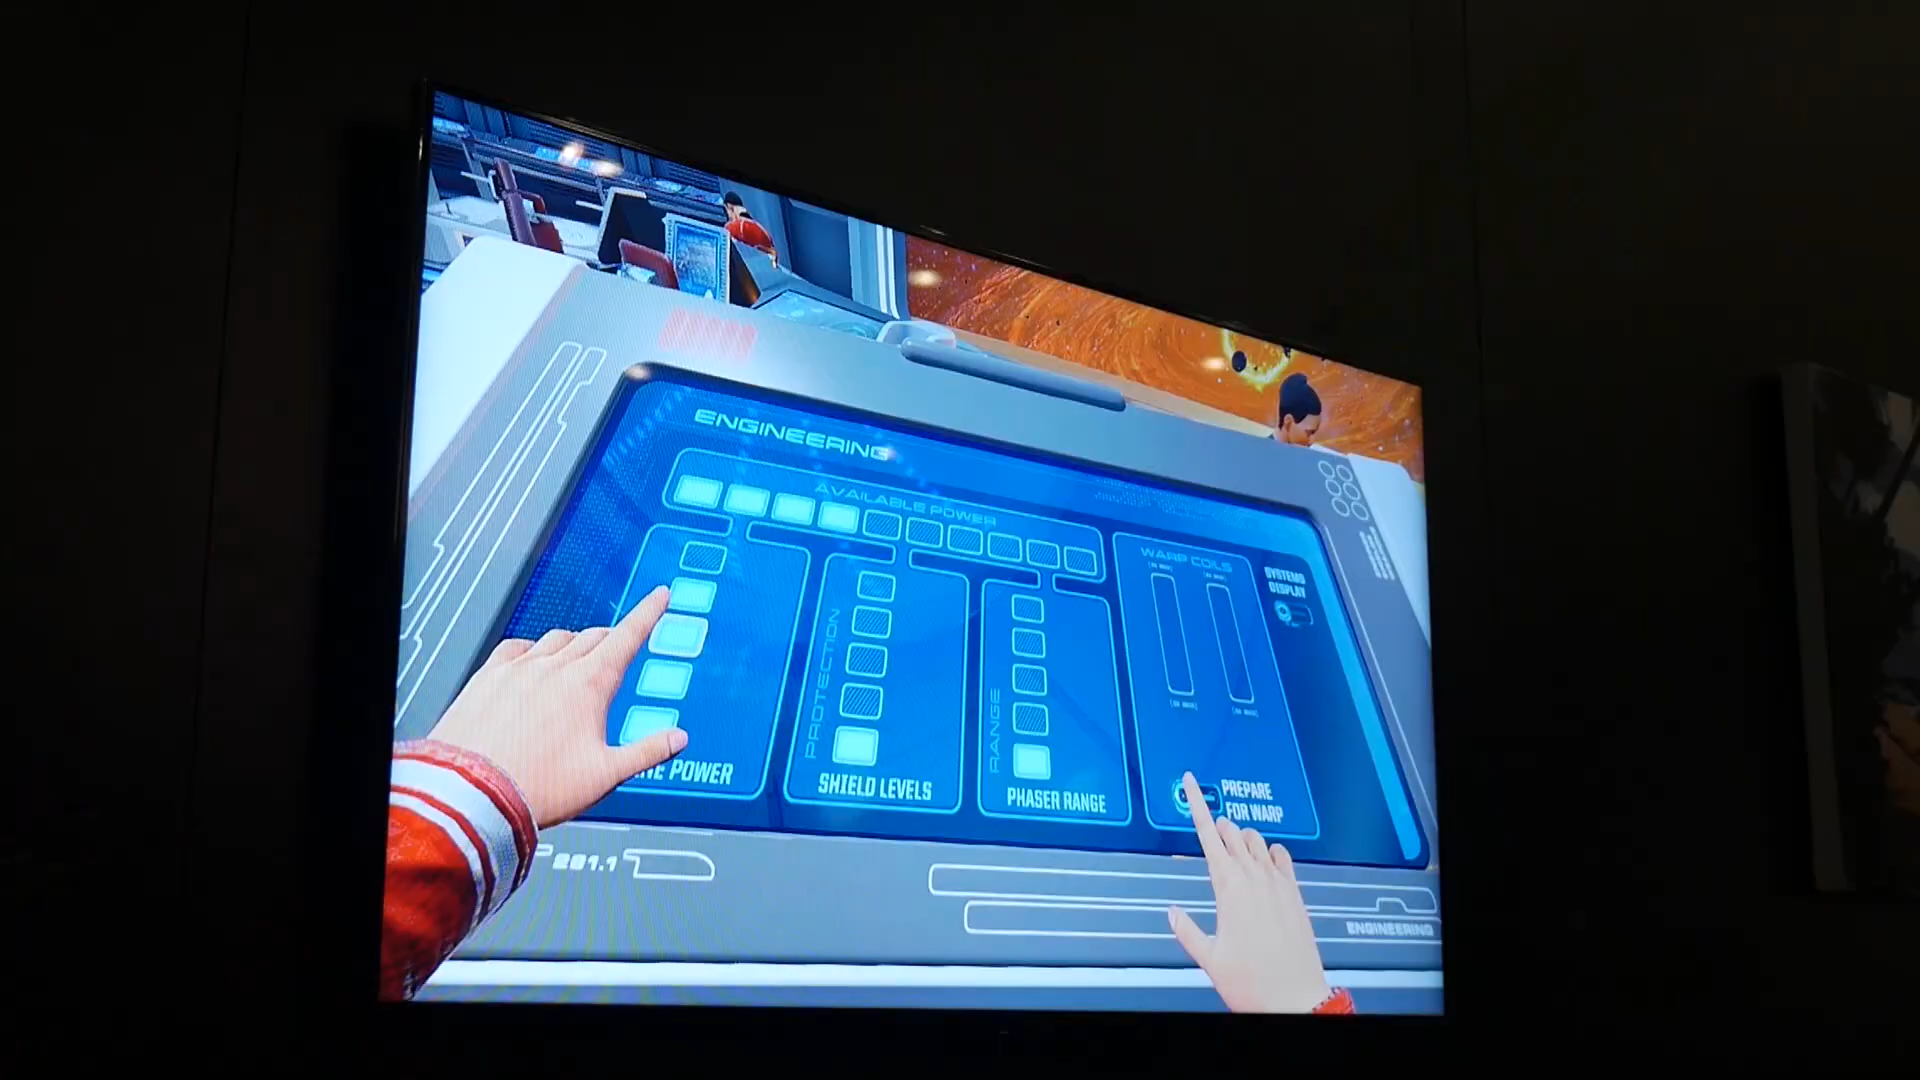 ENGINEERING
AVAILABLE POWER
WARP COILS
SYSTEMS
DISPLAY
PROTECTION
RANGE
NE POWER
SHIELD LEVELS
PHASER RANGE
PREPARE
FOR WARP
201.1
ENGINEERING